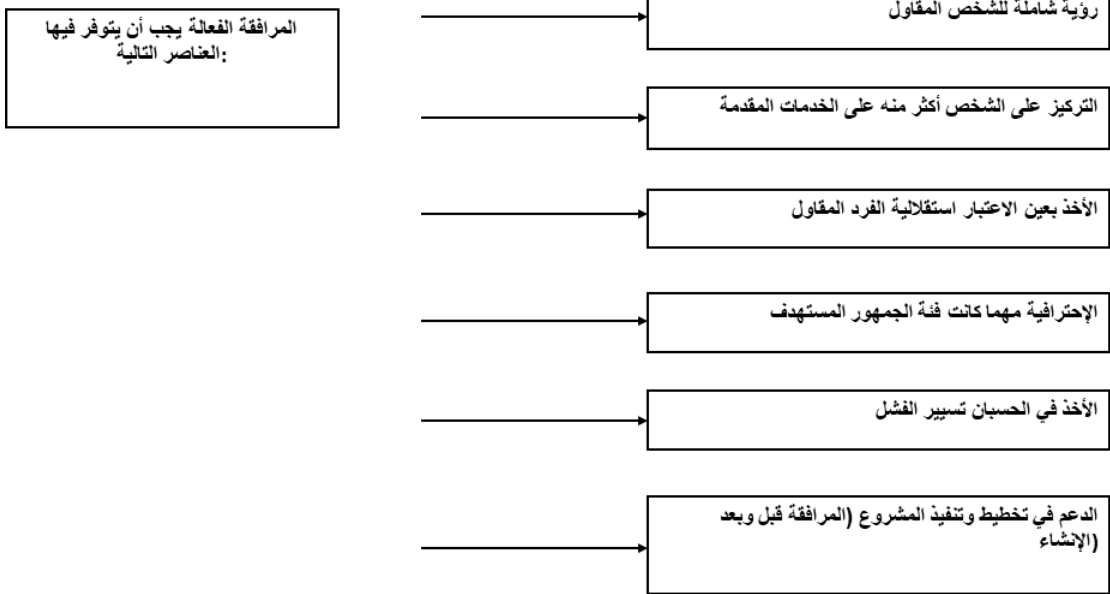 المرافقة الفعالة يجب أن يتوفر فيها
العناصر التالية:
رؤية شاملة للشخص المقاول
التركيز على الشخص أكثر منه على الخدمات المقدمة
الأخذ بعين الاعتبار استقلالية الفرد المقاول
الإحترافية مهما كانت فئة الجمهور المستهدف
الأخذ في الحسبان تسيير الفشل
الدعم في تخطيط وتنفيذ المشروع (المرافقة قبل وبعد
الإنشاء)